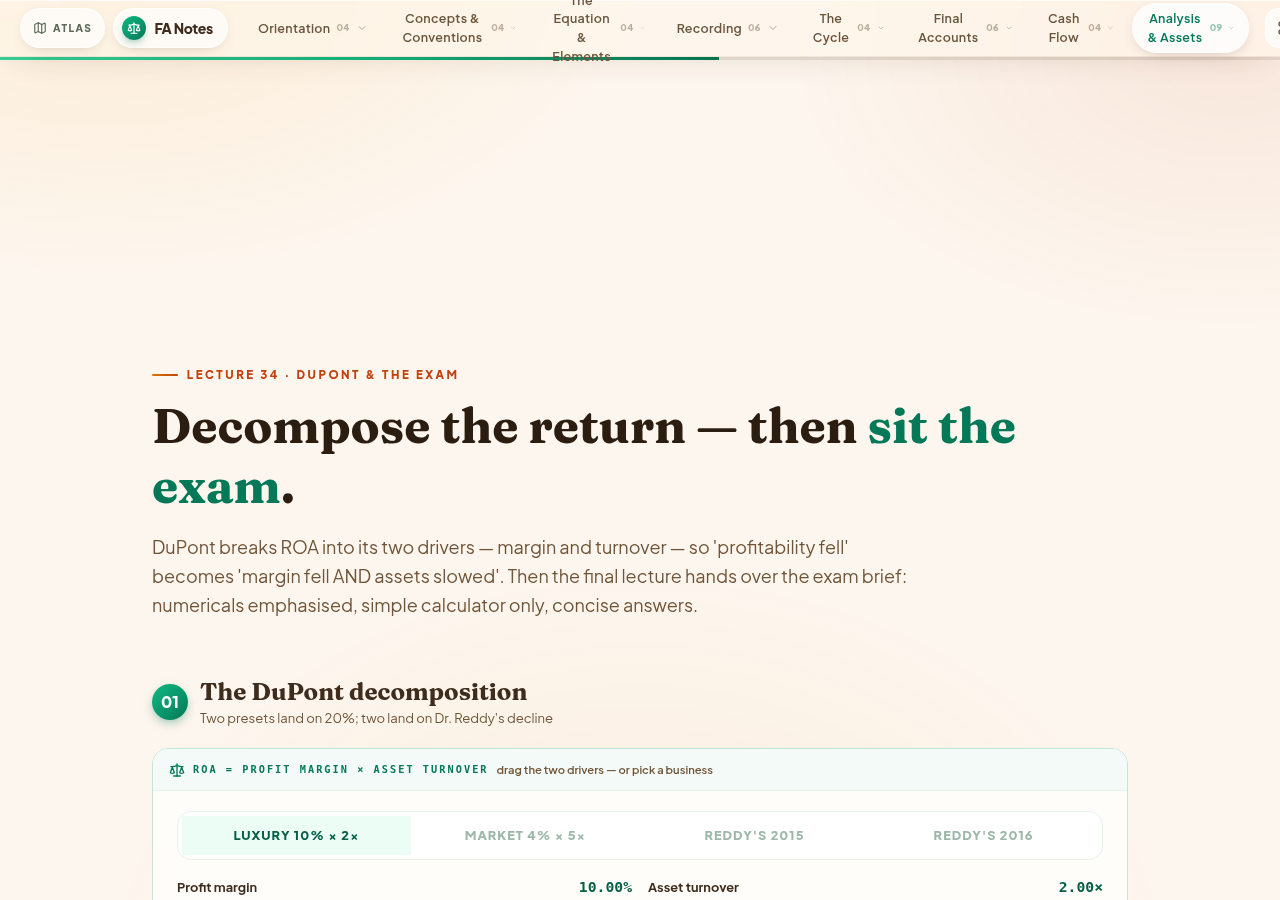 ATLAS
FA Notes
Orientation 04
Concepts & Conventions 04
The Equation & Elements 04
Recording 06
The Cycle 04
Final Accounts 06
Cash Flow 04
Analysis & Assets 09
LECTURE 34 · DUPONT & THE EXAM
Decompose the return — then sit the
exam.
DuPont breaks ROA into its two drivers — margin and turnover — so 'profitability fell'
becomes 'margin fell AND assets slowed'. Then the final lecture hands over the exam brief:
numericals emphasised, simple calculator only, concise answers.
01
The DuPont decomposition
Two presets land on 20%; two land on Dr. Reddy's decline
ROA = PROFIT MARGIN × ASSET TURNOVER drag the two drivers — or pick a business
LUXURY 10% × 2× MARKET 4% × 5× REDDY'S 2015 REDDY'S 2016
Profit margin 10.00% Asset turnover 2.00×